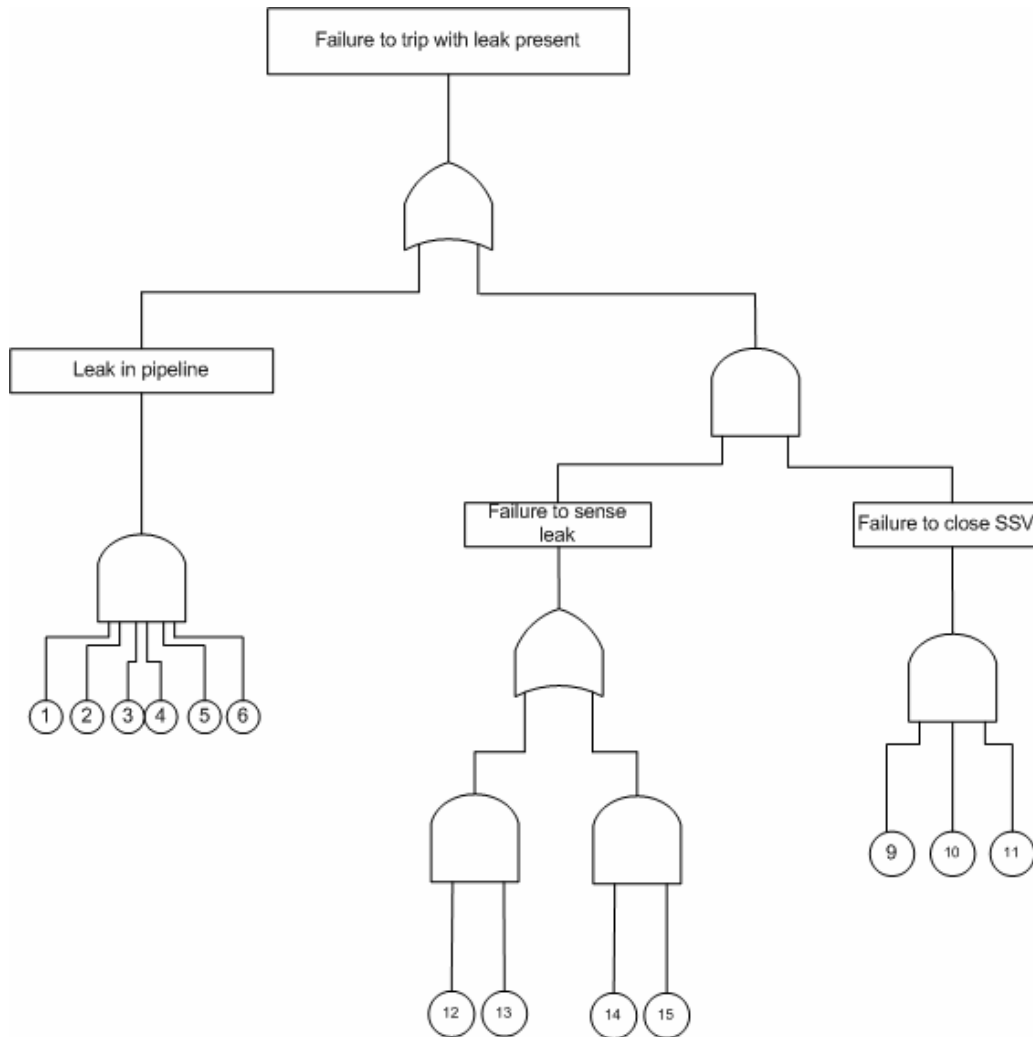 Failure to trip with leak present
Leak in pipeline
Failure to sense
leak
Failure to close SSV
1
2
3
4
5
6
9
10
11
12
13
14
15